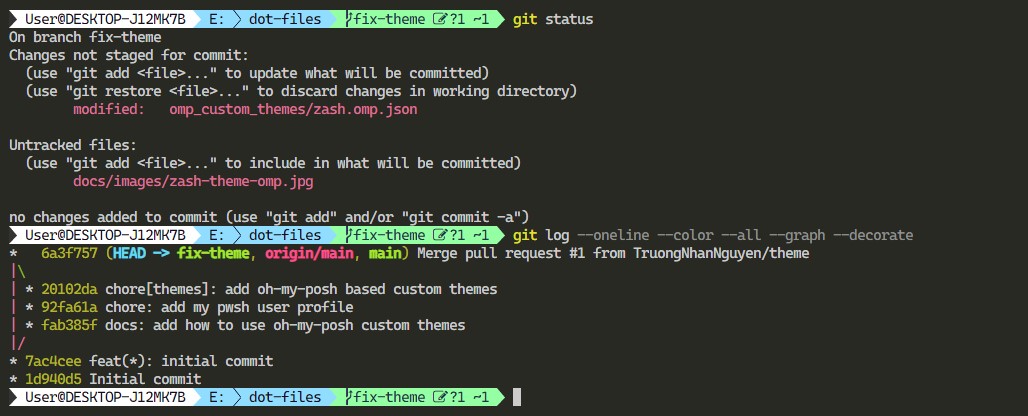 User@DESKTOP-J12MK7B E: dot-files fix-theme ?1 ~1 git status
On branch fix-theme
Changes not staged for commit:
(use "git add <file>..." to update what will be committed)
(use "git restore <file>..." to discard changes in working directory)
modified: omp_custom_themes/zash.omp.json
Untracked files:
(use "git add <file>..." to include in what will be committed)
docs/images/zash-theme-omp.jpg
no changes added to commit (use "git add" and/or "git commit -a")
User@DESKTOP-J12MK7B E: dot-files fix-theme ?1 ~1 git log --oneline --color --all --graph --decorate
* 6a3f757 (HEAD -> fix-theme, origin/main, main) Merge pull request #1 from TruongNhanNguyen/theme
|\
| * 20102da chore[themes]: add oh-my-posh based custom themes
| * 92fa61a chore: add my pwsh user profile
| * fab385f docs: add how to use oh-my-posh custom themes
|/
* 7ac4cee feat(*): initial commit
* 1d940d5 Initial commit
User@DESKTOP-J12MK7B E: dot-files fix-theme ?1 ~1